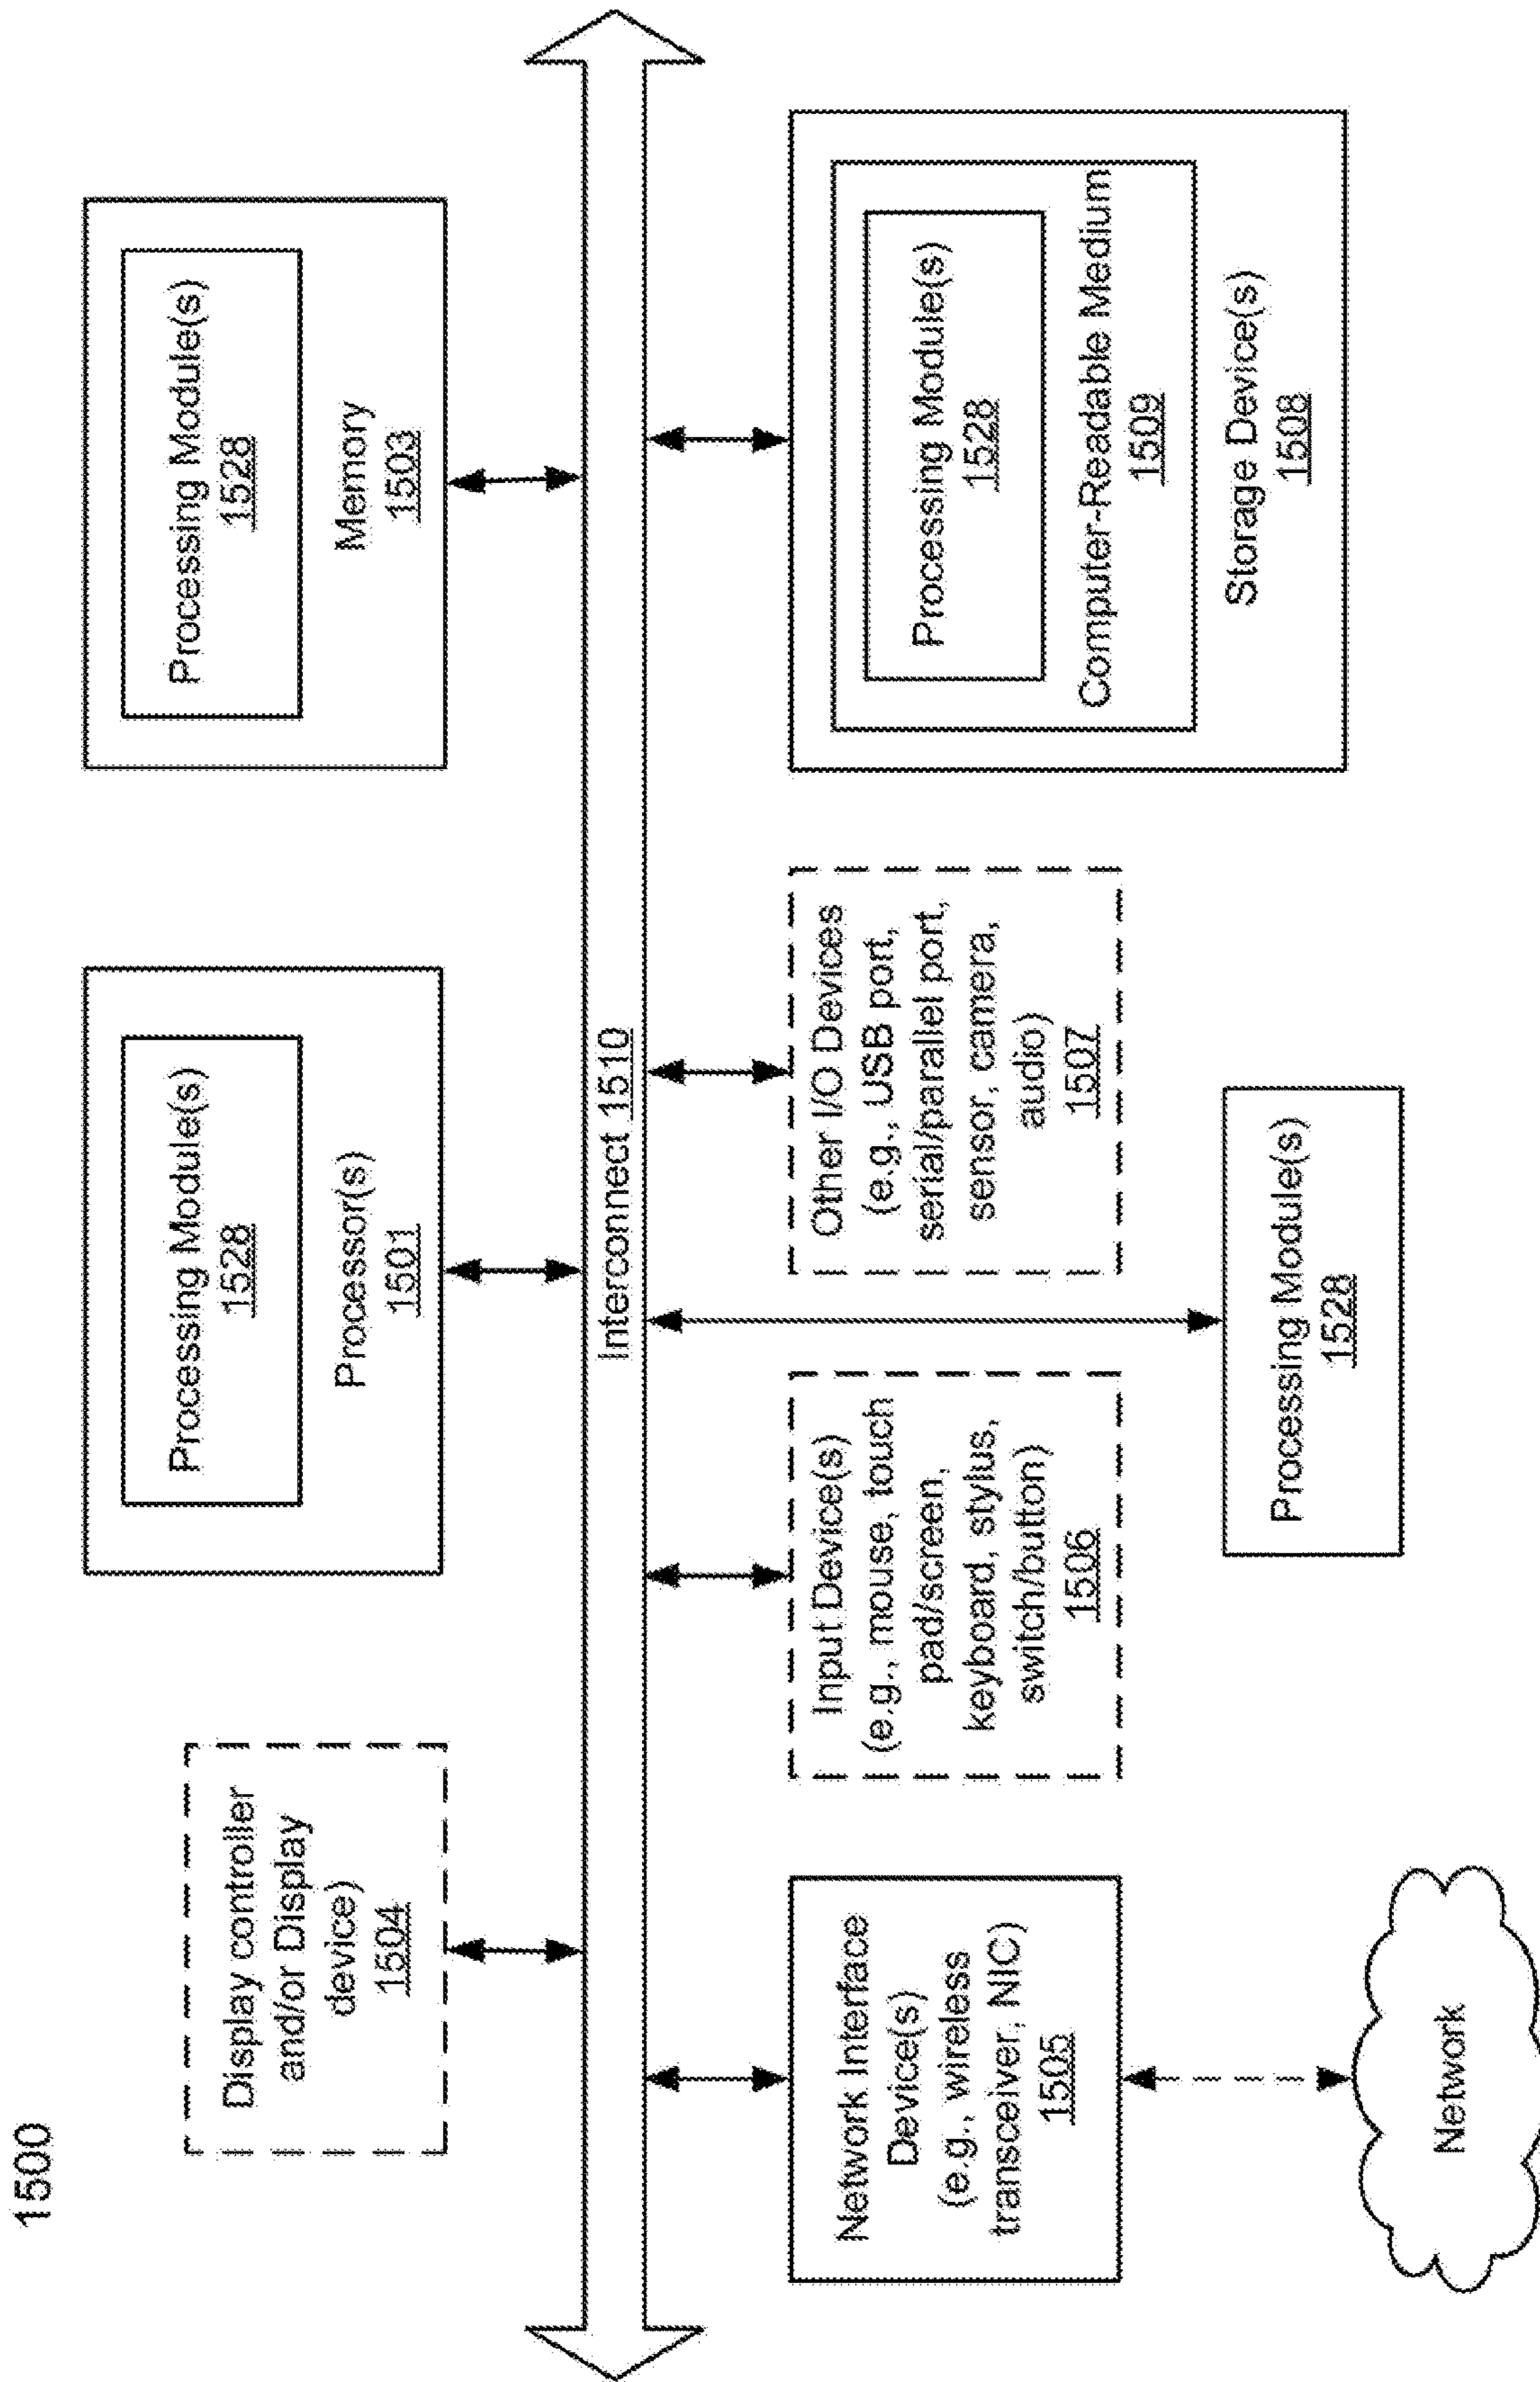 1500
Display controller
and/or Display
device)
1504
Processing Module(s)
1528
Processor(s)
1501
Processing Module(s)
1528
Memory
1503
Interconnect 1510
Network Interface
Device(s)
(e.g., wireless
transceiver, NIC)
1505
Input Device(s)
(e.g., mouse, touch
pad/screen,
keyboard, stylus,
switch/button)
1506
Other I/O Devices
(e.g., USB port,
serial/parallel port,
sensor, camera,
audio)
1507
Processing Module(s)
1528
Computer-Readable Medium
1509
Storage Device(s)
1508
Processing Module(s)
1528
Network